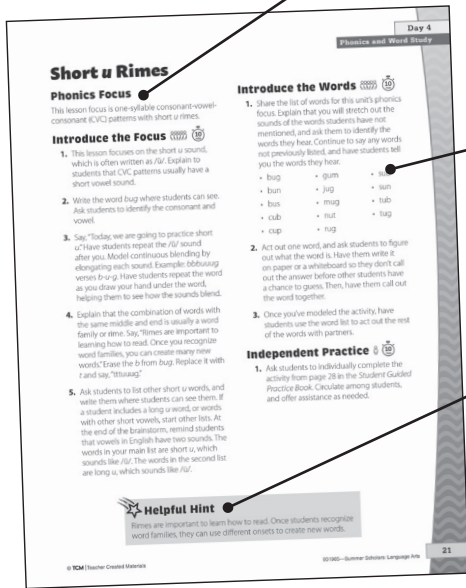 Day 4
Phonics and Word Study
Short u Rimes
Phonics Focus
This lesson focus is one-syllable consonant-vowel-
consonant (CVC) patterns with short u rimes.
Introduce the Focus
10
1. This lesson focuses on the short u sound,
which is often written as /ŭ/. Explain to
students that CVC patterns usually have a
short vowel sound.
2. Write the word bug where students can see.
Ask students to identify the consonant and
vowel.
3. Say, "Today, we are going to practice short
u." Have students repeat the /ŭ/ sound
after you. Model continuous blending by
elongating each sound. Example: bbbuuug
verses b-u-g. Have students repeat the word
as you draw your hand under the word,
helping them to see how the sounds blend.
4. Explain that the combination of words with
the same middle and end is usually a word
family or rime. Say, "Rimes are important to
learning how to read. Once you recognize
word families, you can create many new
words." Erase the b from bug. Replace it with
t and say, "tttuuug."
5. Ask students to list other short u words, and
write them where students can see them. If
a student includes a long u word, or words
with other short vowels, start other lists. At
the end of the brainstorm, remind students
that vowels in English have two sounds. The
words in your main list are short u, which
sounds like /ŭ/. The words in the second list
are long u, which sounds like /ū/.
Introduce the Words
10
1. Share the list of words for this unit's phonics
focus. Explain that you will stretch out the
sounds of the words students have not
mentioned, and ask them to identify the
words they hear. Continue to say any words
not previously listed, and have students tell
you the words they hear.
• bug
• bun
• bus
• cub
• cup
• gum
• jug
• mug
• nut
• rug
• sun
• tub
• tug
2. Act out one word, and ask students to figure
out what the word is. Have them write it
on paper or a whiteboard so they don't call
out the answer before other students have
a chance to guess. Then, have them call out
the word together.
3. Once you've modeled the activity, have
students use the word list to act out the rest
of the words with partners.
Independent Practice
10
1. Ask students to individually complete the
activity from page 28 in the Student Guided
Practice Book. Circulate among students,
and offer assistance as needed.
Helpful Hint
Rimes are important to learn how to read. Once students recognize
word families, they can use different onsets to create new words.
© TCM | Teacher Created Materials
—Summer Scholars: Language Arts
21